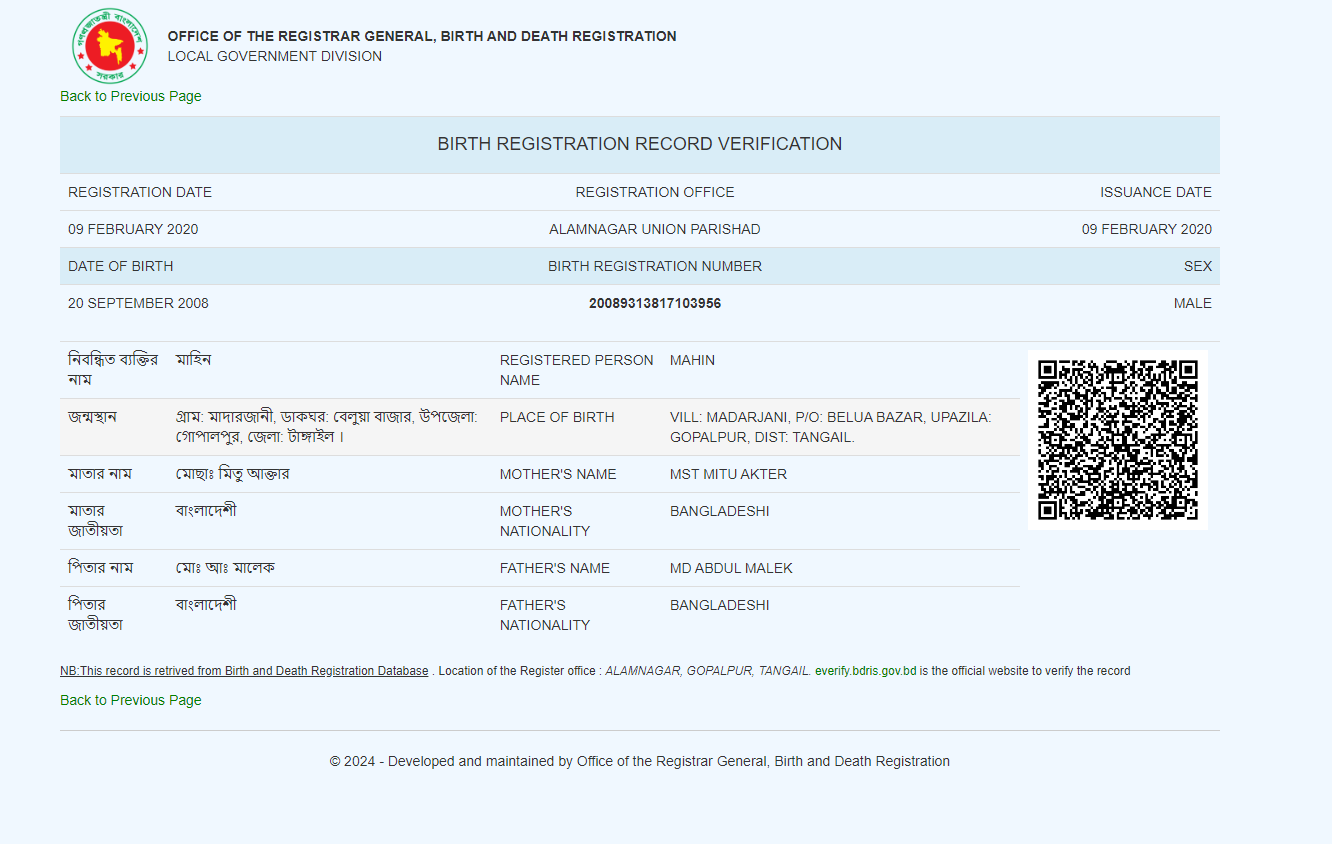 গণপ্রজাতন্ত্রী বাংলাদেশ
সরকার
OFFICE OF THE REGISTRAR GENERAL, BIRTH AND DEATH REGISTRATION
LOCAL GOVERNMENT DIVISION
Back to Previous Page
BIRTH REGISTRATION RECORD VERIFICATION
REGISTRATION DATE REGISTRATION OFFICE ISSUANCE DATE
09 FEBRUARY 2020 ALAMNAGAR UNION PARISHAD 09 FEBRUARY 2020
DATE OF BIRTH BIRTH REGISTRATION NUMBER SEX
20 SEPTEMBER 2008 20089313817103956 MALE
নিবন্ধিত ব্যক্তির মাহিন REGISTERED PERSON MAHIN
নাম NAME
জন্মস্থান গ্রাম: মাদারজানী, ডাকঘর: বেলুয়া বাজার, উপজেলা: PLACE OF BIRTH VILL: MADARJANI, P/O: BELUA BAZAR, UPAZILA:
গোপালপুর, জেলা: টাঙ্গাইল । GOPALPUR, DIST: TANGAIL.
মাতার নাম মোছাঃ মিতু আক্তার MOTHER'S NAME MST MITU AKTER
মাতার বাংলাদেশী MOTHER'S BANGLADESHI
জাতীয়তা NATIONALITY
পিতার নাম মোঃ আঃ মালেক FATHER'S NAME MD ABDUL MALEK
পিতার বাংলাদেশী FATHER'S BANGLADESHI
জাতীয়তা NATIONALITY
NB:This record is retrived from Birth and Death Registration Database . Location of the Register office : ALAMNAGAR, GOPALPUR, TANGAIL. everify.bdris.gov.bd is the official website to verify the record
Back to Previous Page
© 2024 - Developed and maintained by Office of the Registrar General, Birth and Death Registration